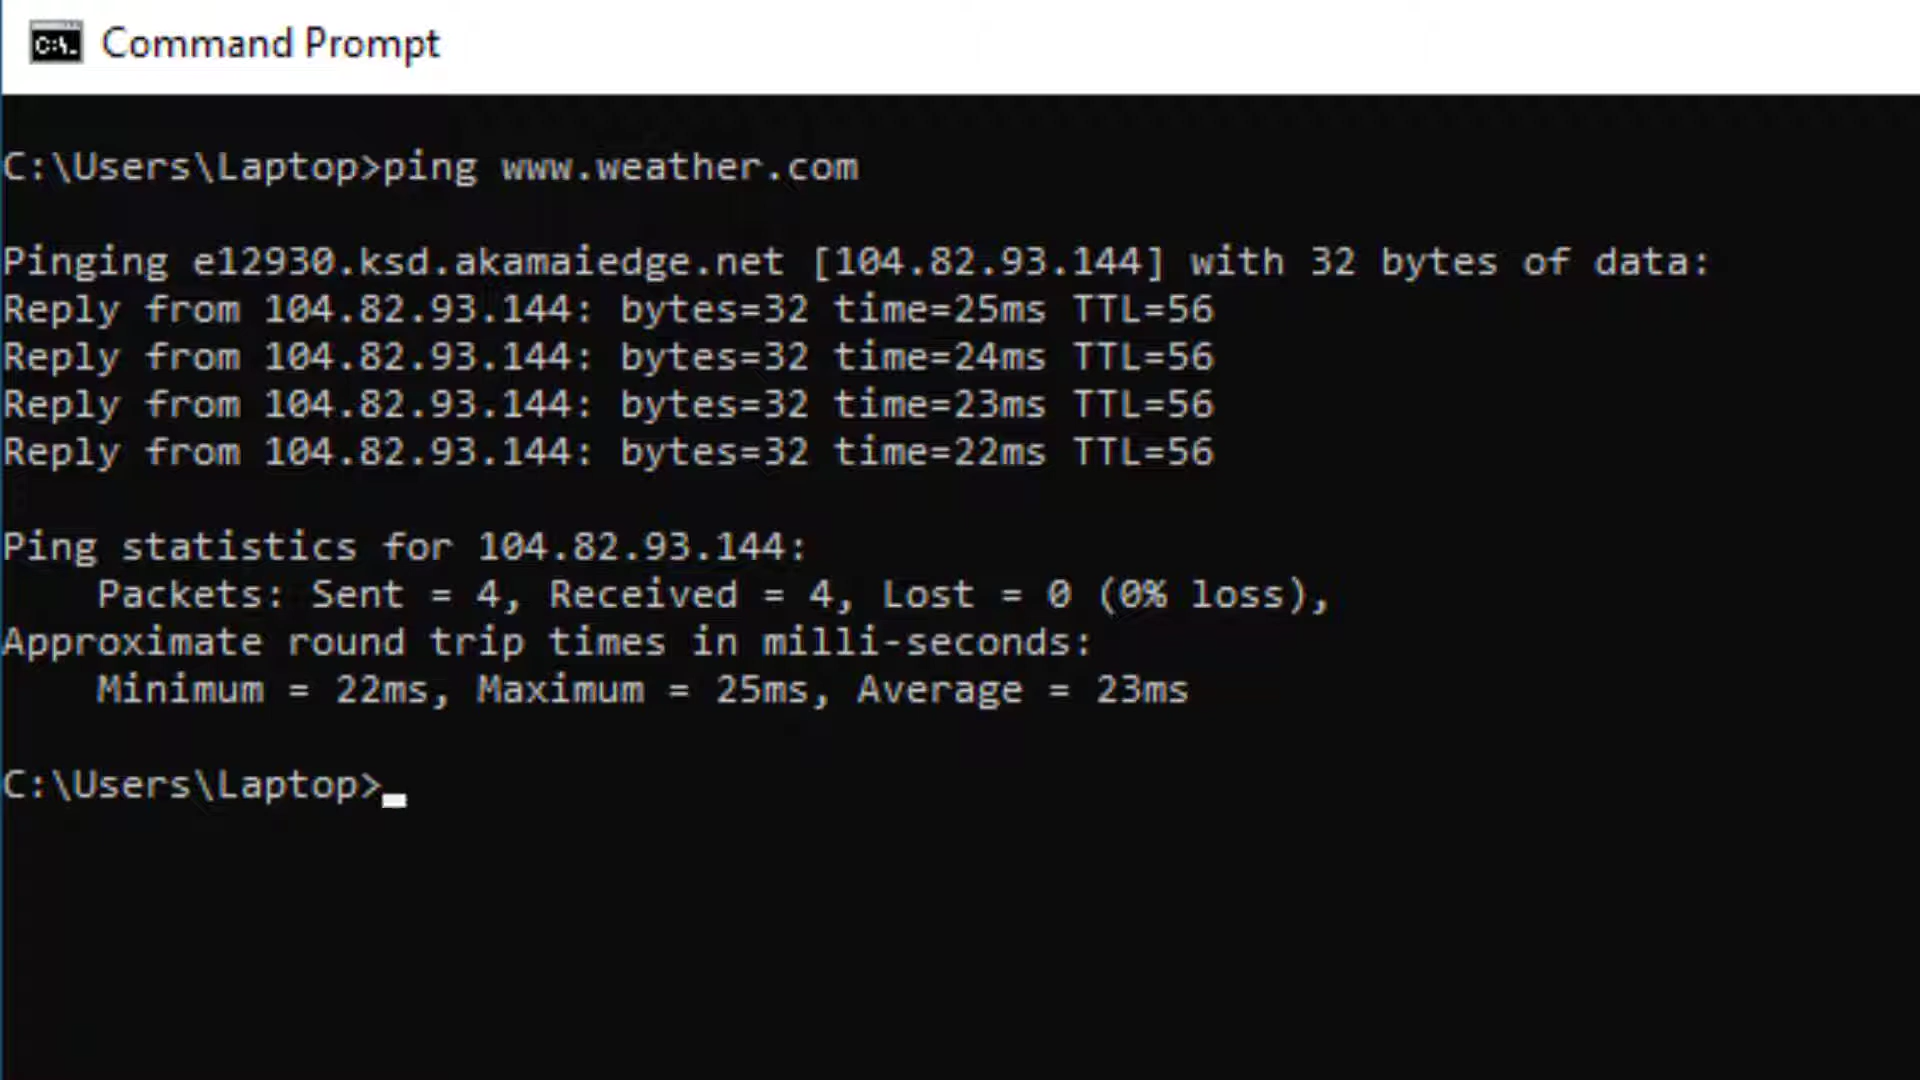 C:\. Command Prompt
C:\Users\Laptop>ping www.weather.com
Pinging e12930.ksd.akamaiedge.net [104.82.93.144] with 32 bytes of data:
Reply from 104.82.93.144: bytes=32 time=25ms TTL=56
Reply from 104.82.93.144: bytes=32 time=24ms TTL=56
Reply from 104.82.93.144: bytes=32 time=23ms TTL=56
Reply from 104.82.93.144: bytes=32 time=22ms TTL=56
Ping statistics for 104.82.93.144:
    Packets: Sent = 4, Received = 4, Lost = 0 (0% loss),
Approximate round trip times in milli-seconds:
    Minimum = 22ms, Maximum = 25ms, Average = 23ms
C:\Users\Laptop>